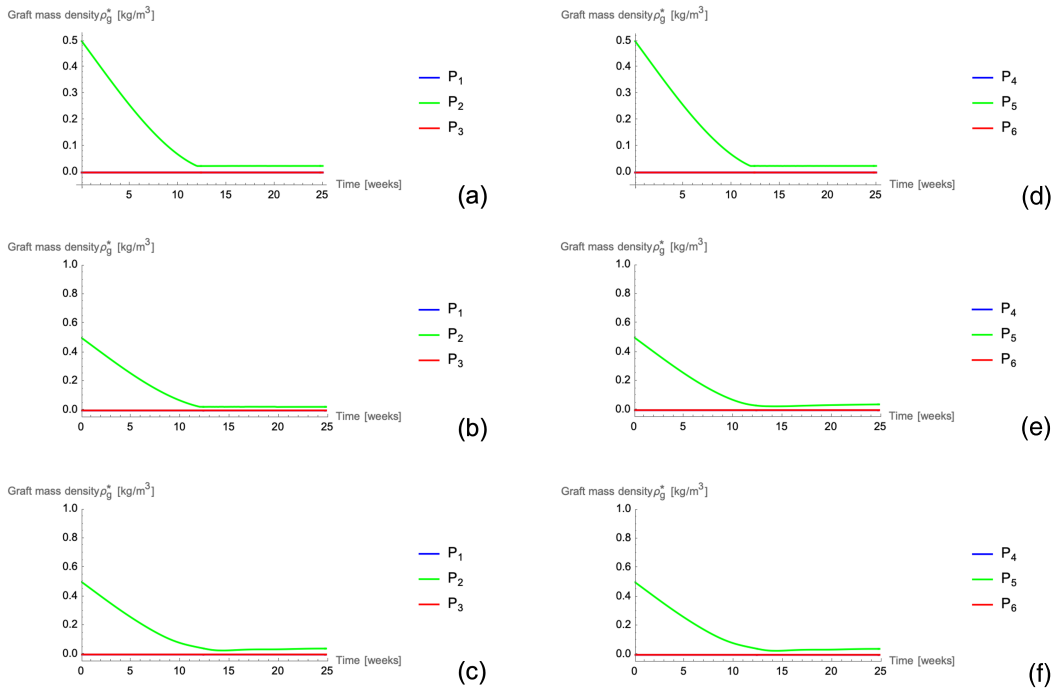 Graft mass density ρ*g [kg/m3]
0.5
0.4
0.3
0.2
0.1
0.0
5 10 15 20 25
Time [weeks]
P1
P2
P3
(a)
Graft mass density ρ*g [kg/m3]
0.5
0.4
0.3
0.2
0.1
0.0
5 10 15 20 25
Time [weeks]
P4
P5
P6
(d)
Graft mass density ρ*g [kg/m3]
1.0
0.8
0.6
0.4
0.2
0.0
0 5 10 15 20 25
Time [weeks]
P1
P2
P3
(b)
Graft mass density ρ*g [kg/m3]
1.0
0.8
0.6
0.4
0.2
0.0
0 5 10 15 20 25
Time [weeks]
P4
P5
P6
(e)
Graft mass density ρ*g [kg/m3]
1.0
0.8
0.6
0.4
0.2
0.0
0 5 10 15 20 25
Time [weeks]
P1
P2
P3
(c)
Graft mass density ρ*g [kg/m3]
1.0
0.8
0.6
0.4
0.2
0.0
0 5 10 15 20 25
Time [weeks]
P4
P5
P6
(f)